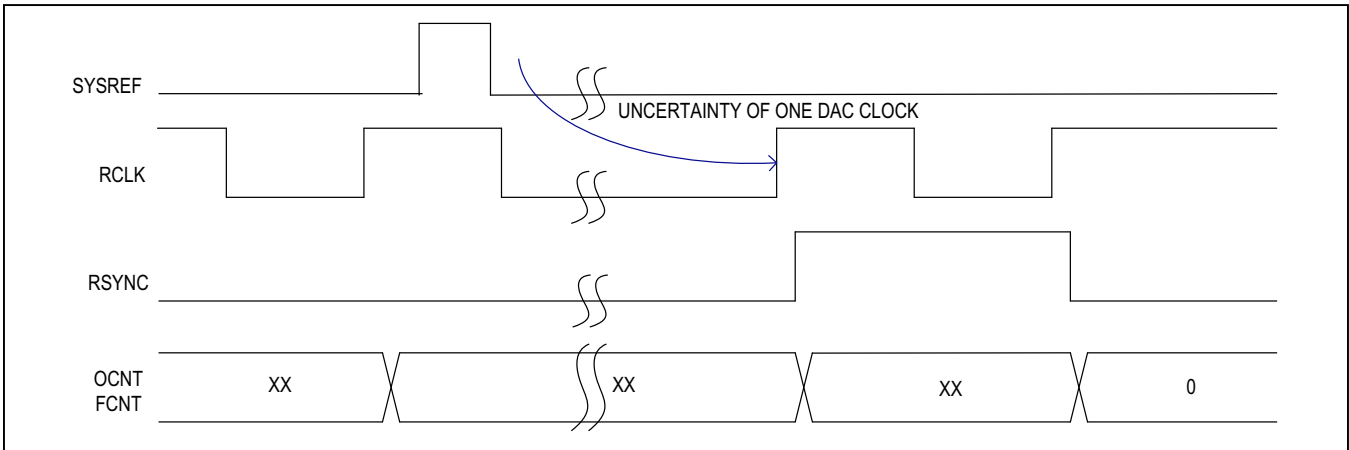 SYSREF
UNCERTAINTY OF ONE DAC CLOCK
RCLK
RSYNC
OCNT
FCNT
XX
XX
XX
0